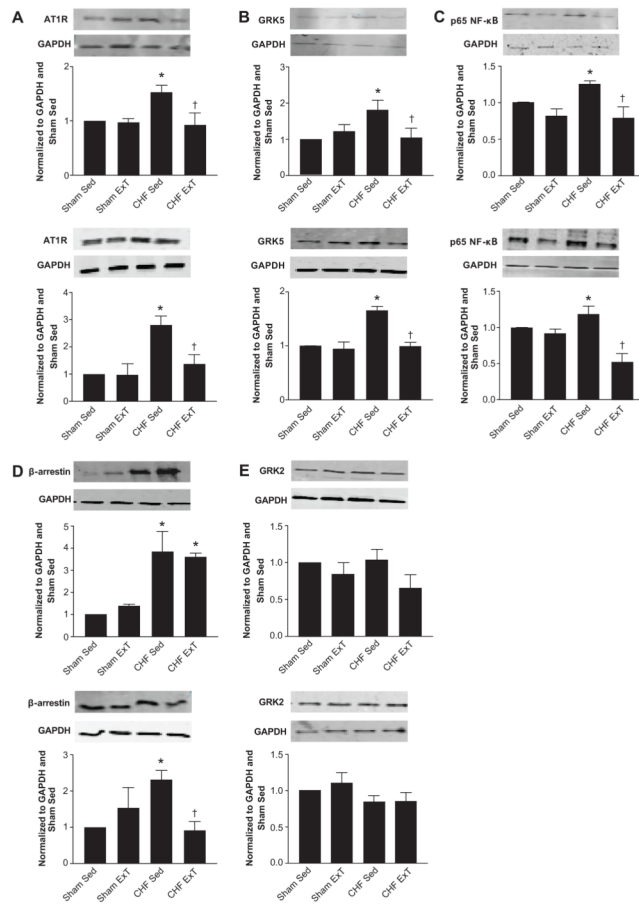 A
AT1R
GAPDH
Normalized to GAPDH and
Sham Sed
2
1
0
*
†
Sham Sed
Sham ExT
CHF Sed
CHF ExT
AT1R
GAPDH
Normalized to GAPDH and
Sham Sed
4
3
2
1
0
*
†
Sham Sed
Sham EXT
CHF Sed
CHF EXT
B
GRK5
GAPDH
Normalized to GAPDH and
Sham Sed
3
2
1
0
*
†
Sham Sed
Sham ExT
CHF Sed
CHF ExT
GRK5
GAPDH
Normalized to GAPDH and
Sham Sed
2
1
0
*
†
Sham Sed
Sham EXT
CHF Sed
CHF EXT
C
p65 NF-κB
GAPDH
Normalized to GAPDH and
Sham Sed
1.5
1.0
0.5
0.0
*
†
Sham Sed
Sham ExT
CHF Sed
CHF ExT
p65 NF-κB
GAPDH
Normalized to GAPDH and
Sham Sed
1.5
1.0
0.5
0.0
*
†
Sham Sed
Sham EXT
CHF Sed
CHF EXT
D
β-arrestin
GAPDH
Normalized to GAPDH and
Sham Sed
5
4
3
2
1
0
*
*
Sham Sed
Sham EXT
CHF Sed
CHF EXT
β-arrestin
GAPDH
Normalized to GAPDH and
Sham Sed
3
2
1
0
*
†
Sham Sed
Sham ExT
CHF Sed
CHF ExT
E
GRK2
GAPDH
Normalized to GAPDH and
Sham Sed
1.5
1.0
0.5
0.0
Sham Sed
Sham EXT
CHF Sed
CHF EXT
GRK2
GAPDH
Normalized to GAPDH and
Sham Sed
1.5
1.0
0.5
0.0
Sham Sed
Sham EXT
CHF Sed
CHF EXT